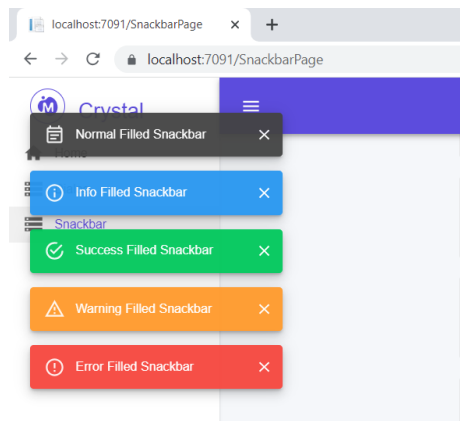 localhost:7091/SnackbarPage
localhost:7091/SnackbarPage
Crystal
Normal Filled Snackbar
Home
Info Filled Snackbar
Snackbar
Success Filled Snackbar
Warning Filled Snackbar
Error Filled Snackbar